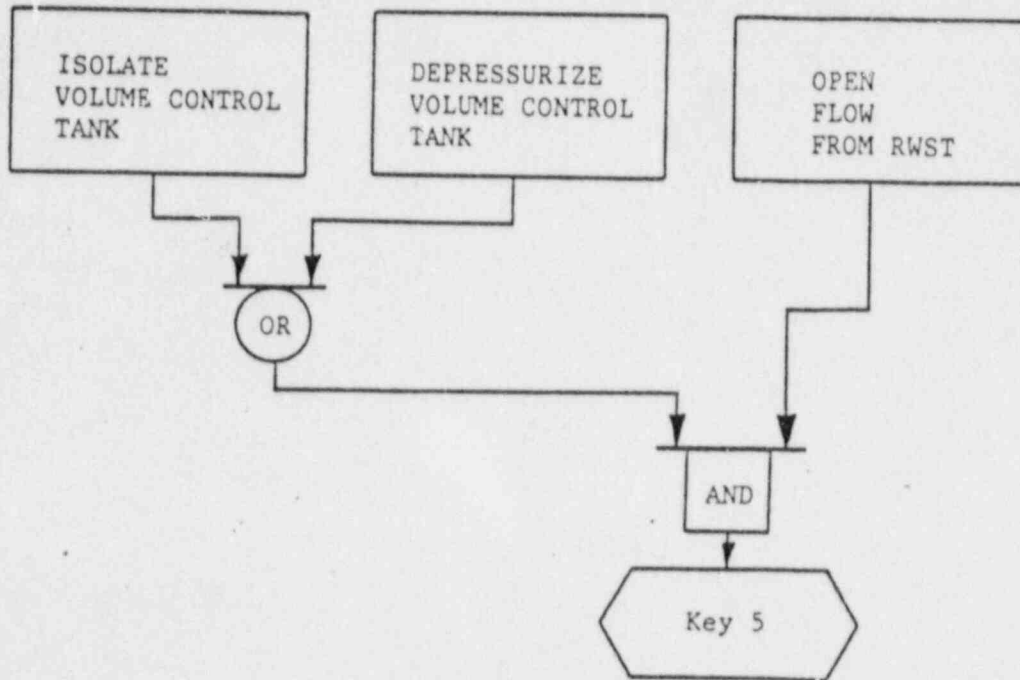 ISOLATE
VOLUME CONTROL
TANK
DEPRESSURIZE
VOLUME CONTROL
TANK
OPEN
FLOW
FROM RWST
OR
AND
Key 5